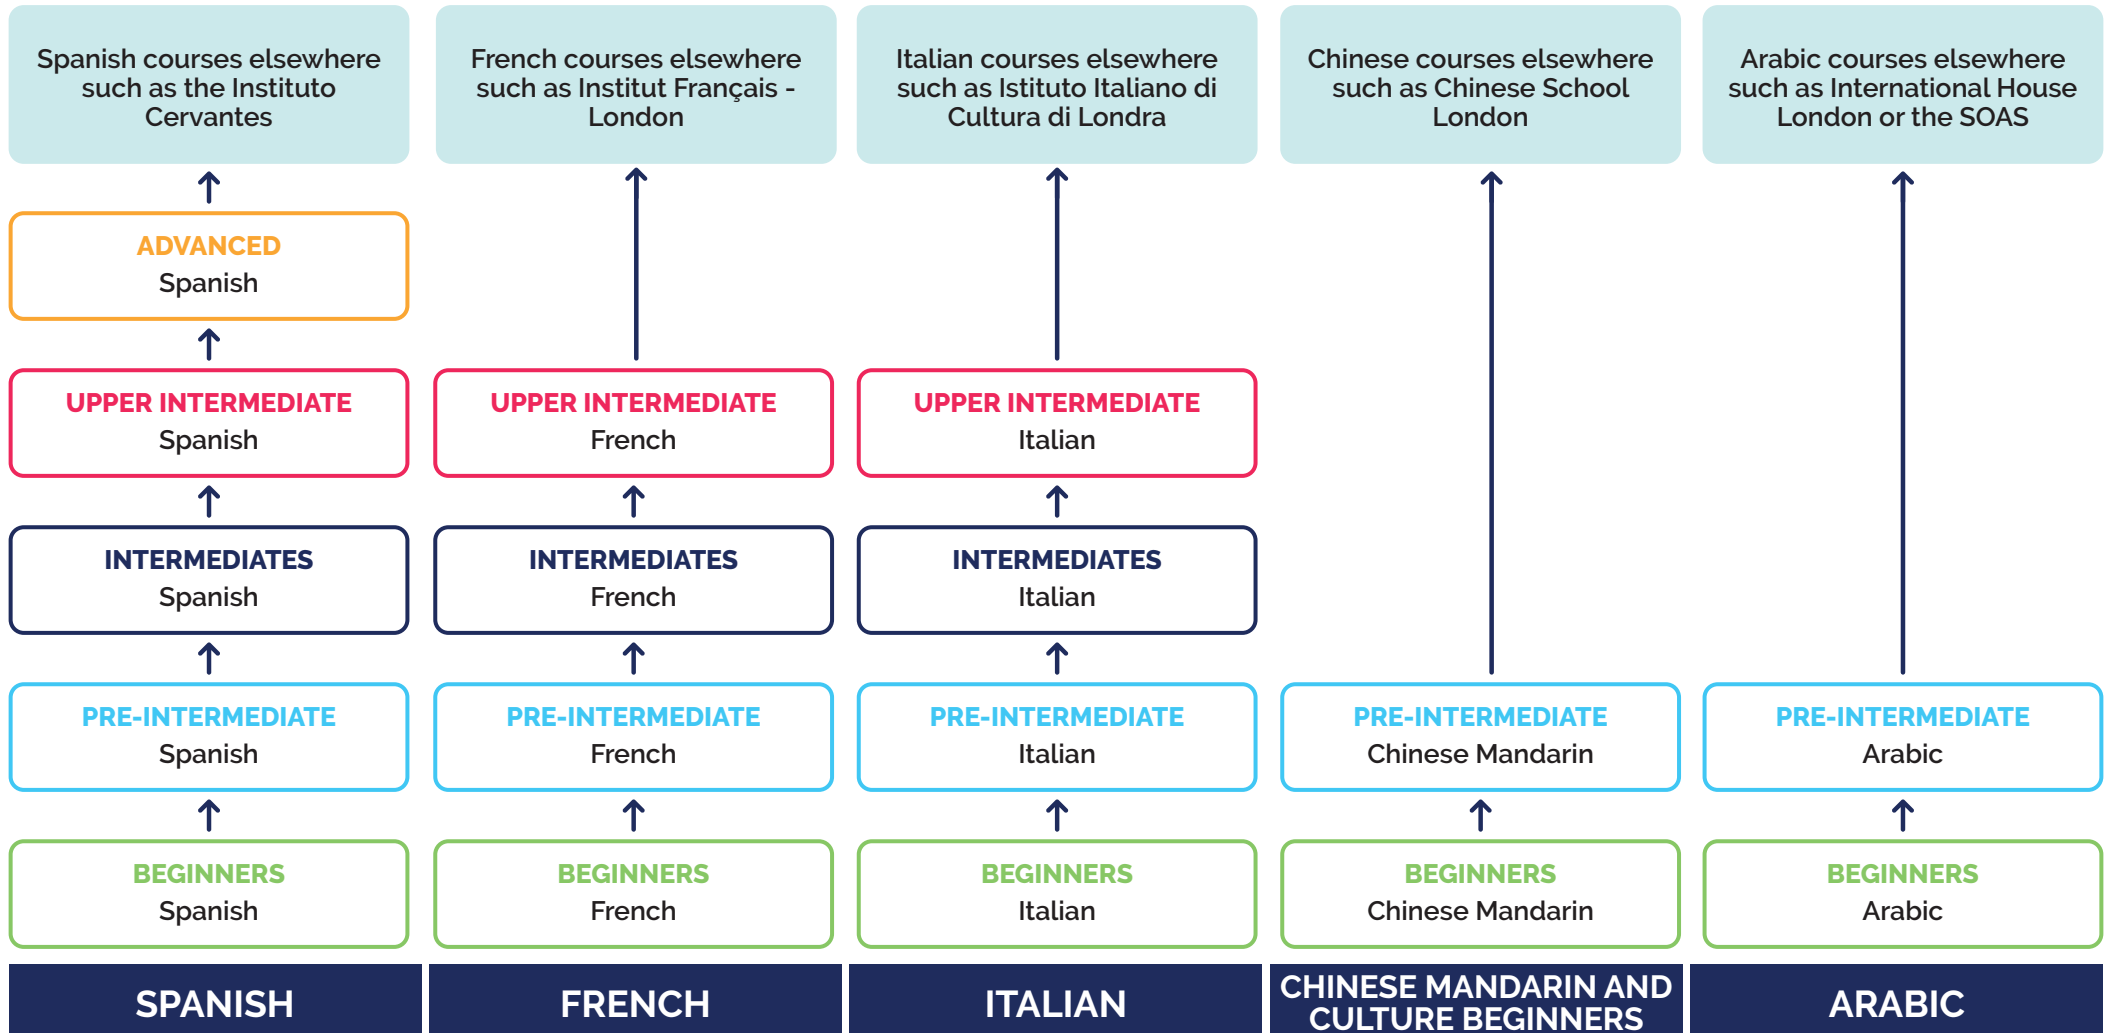 Spanish courses elsewhere
such as the Instituto
Cervantes
French courses elsewhere
such as Institut Français -
London
Italian courses elsewhere
such as Istituto Italiano di
Cultura di Londra
Chinese courses elsewhere
such as Chinese School
London
Arabic courses elsewhere
such as International House
London or the SOAS
ADVANCED
Spanish
UPPER INTERMEDIATE
Spanish
UPPER INTERMEDIATE
French
UPPER INTERMEDIATE
Italian
INTERMEDIATES
Spanish
INTERMEDIATES
French
INTERMEDIATES
Italian
PRE-INTERMEDIATE
Spanish
PRE-INTERMEDIATE
French
PRE-INTERMEDIATE
Italian
PRE-INTERMEDIATE
Chinese Mandarin
PRE-INTERMEDIATE
Arabic
BEGINNERS
Spanish
BEGINNERS
French
BEGINNERS
Italian
BEGINNERS
Chinese Mandarin
BEGINNERS
Arabic
SPANISH
FRENCH
ITALIAN
CHINESE MANDARIN AND
CULTURE BEGINNERS
ARABIC